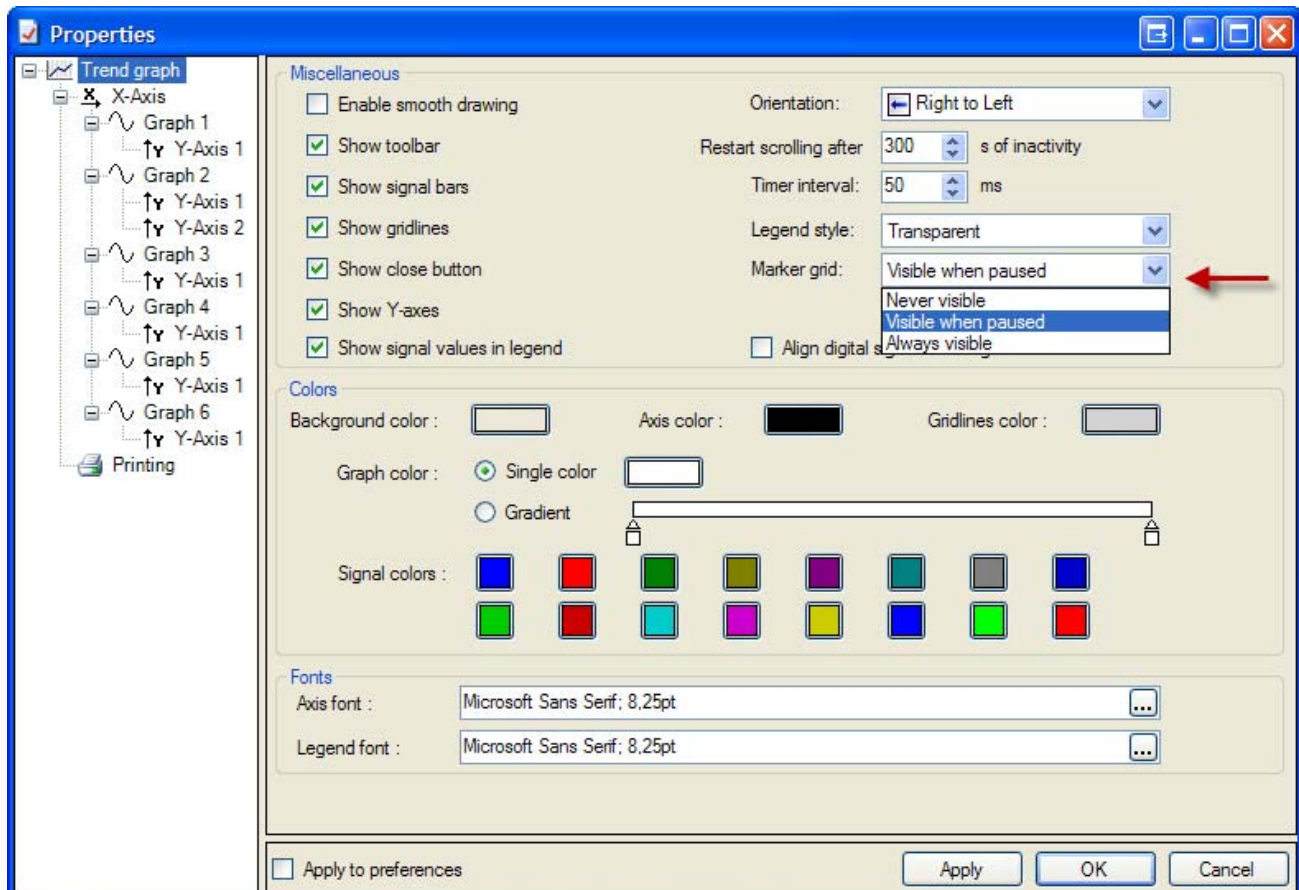 Properties
Trend graph
X-Axis
Graph 1
Y-Axis 1
Graph 2
Y-Axis 1
Y-Axis 2
Graph 3
Y-Axis 1
Graph 4
Y-Axis 1
Graph 5
Y-Axis 1
Graph 6
Y-Axis 1
Printing
Miscellaneous
Enable smooth drawing
Show toolbar
Show signal bars
Show gridlines
Show close button
Show Y-axes
Show signal values in legend
Orientation: Right to Left
Restart scrolling after 300 s of inactivity
Timer interval: 50 ms
Legend style: Transparent
Marker grid: Visible when paused
Never visible
Visible when paused
Always visible
Align digital
Colors
Background color : Axis color : Gridlines color :
Graph color : Single color
Gradient
Signal colors :
Fonts
Axis font : Microsoft Sans Serif; 8,25pt ...
Legend font : Microsoft Sans Serif; 8,25pt ...
Apply to preferences Apply OK Cancel